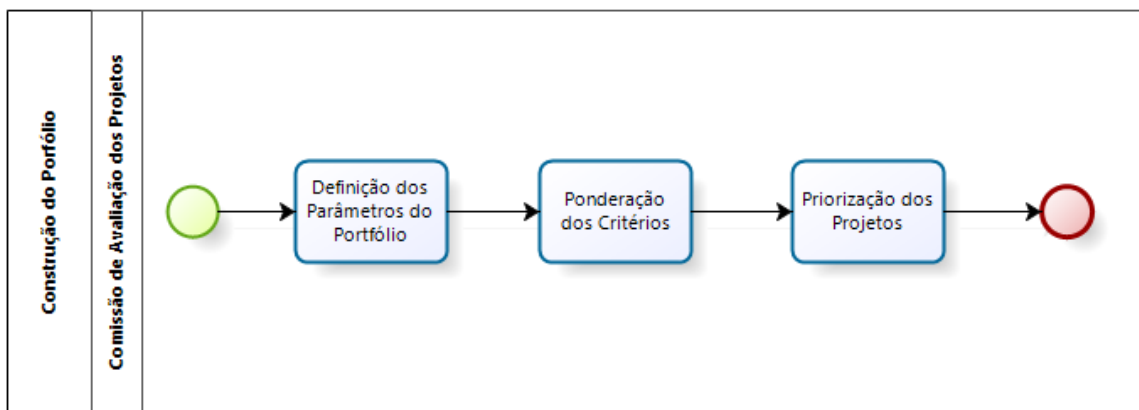 Construção do Porfólio
Comissão de Avaliação dos Projetos
Definição dos
Parâmetros do
Portfólio
Ponderação
dos Critérios
Priorização dos
Projetos